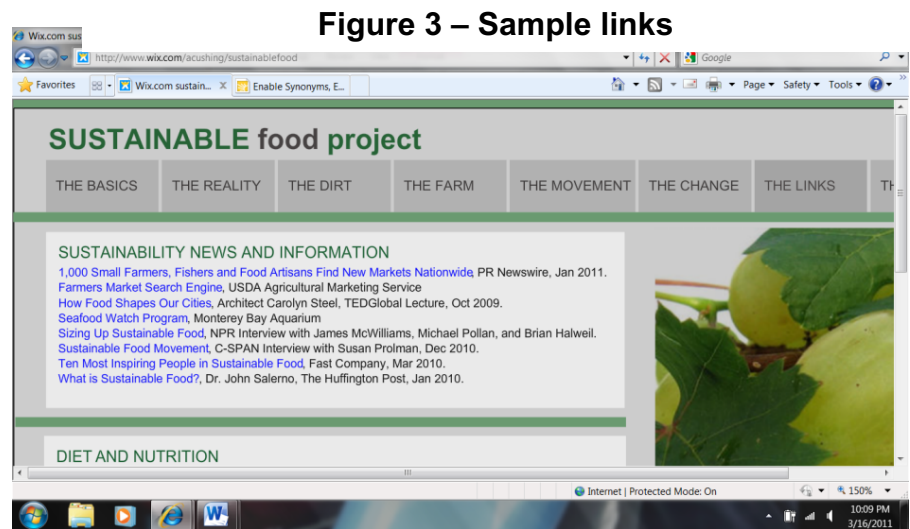 Figure 3 – Sample links
Wix.com sus
http://www.wix.com/acushing/sustainablefood
Google
Favorites
Wix.com sustain...
X
Enable Synonyms, E...
Page
Safety
Tools
SUSTAINABLE food project
THE BASICS
THE REALITY
THE DIRT
THE FARM
THE MOVEMENT
THE CHANGE
THE LINKS
TH
SUSTAINABILITY NEWS AND INFORMATION
1,000 Small Farmers, Fishers and Food Artisans Find New Markets Nationwide, PR Newswire, Jan 2011.
Farmers Market Search Engine, USDA Agricultural Marketing Service
How Food Shapes Our Cities, Architect Carolyn Steel, TEDGlobal Lecture, Oct 2009.
Seafood Watch Program, Monterey Bay Aquarium
Sizing Up Sustainable Food, NPR Interview with James McWilliams, Michael Pollan, and Brian Halweil.
Sustainable Food Movement, C-SPAN Interview with Susan Prolman, Dec 2010.
Ten Most Inspiring People in Sustainable Food, Fast Company, Mar 2010.
What is Sustainable Food?, Dr. John Salerno, The Huffington Post, Jan 2010.
DIET AND NUTRITION
Internet | Protected Mode: On
150%
10:09 PM
3/16/2011